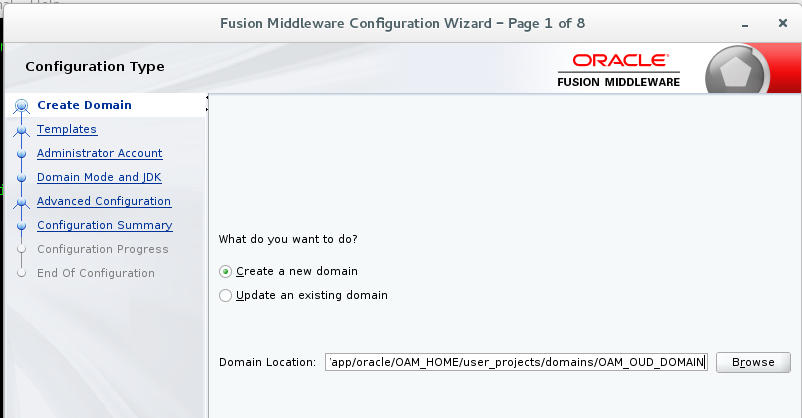 Fusion Middleware Configuration Wizard – Page 1 of 8
Configuration Type
ORACLE
FUSION MIDDLEWARE
Create Domain
Templates
Administrator Account
Domain Mode and JDK
Advanced Configuration
Configuration Summary
Configuration Progress
End Of Configuration
What do you want to do?
Create a new domain
Update an existing domain
Domain Location: /app/oracle/OAM_HOME/user_projects/domains/OAM_OUD_DOMAIN Browse